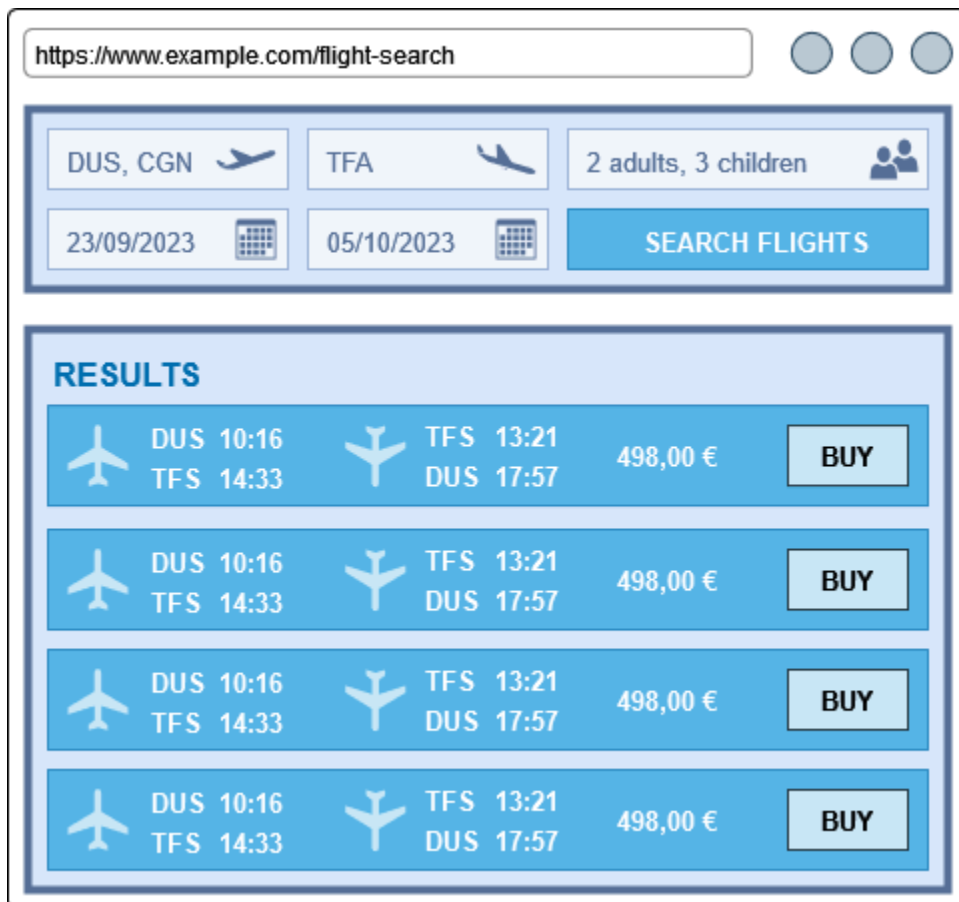 https://www.example.com/flight-search
DUS, CGN TFA 2 adults, 3 children
23/09/2023 05/10/2023 SEARCH FLIGHTS
RESULTS
DUS 10:16 TFS 13:21
TFS 14:33 DUS 17:57 498,00 € BUY
DUS 10:16 TFS 13:21
TFS 14:33 DUS 17:57 498,00 € BUY
DUS 10:16 TFS 13:21
TFS 14:33 DUS 17:57 498,00 € BUY
DUS 10:16 TFS 13:21
TFS 14:33 DUS 17:57 498,00 € BUY